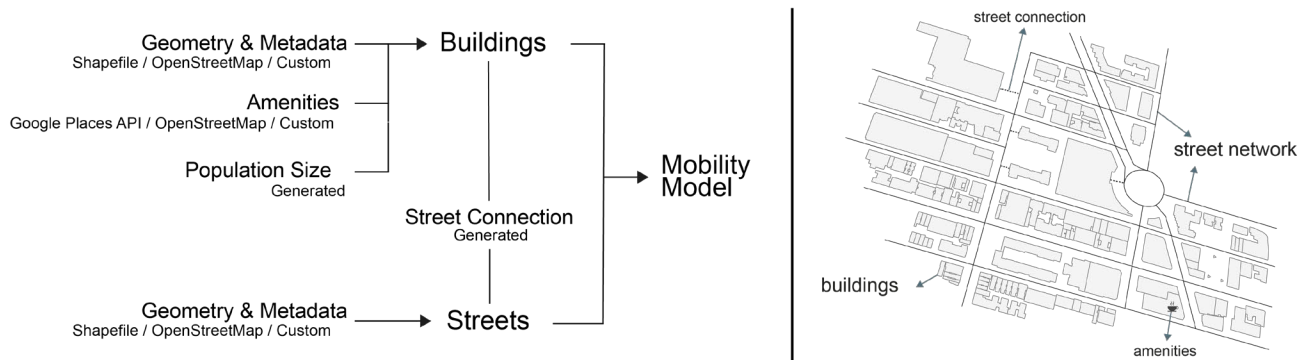 Geometry & Metadata
Shapefile / OpenStreetMap / Custom
Buildings
Amenities
Google Places API / OpenStreetMap / Custom
Population Size
Generated
Mobility
Model
Street Connection
Generated
Geometry & Metadata
Shapefile / OpenStreetMap / Custom
Streets
street connection
street network
buildings
amenities